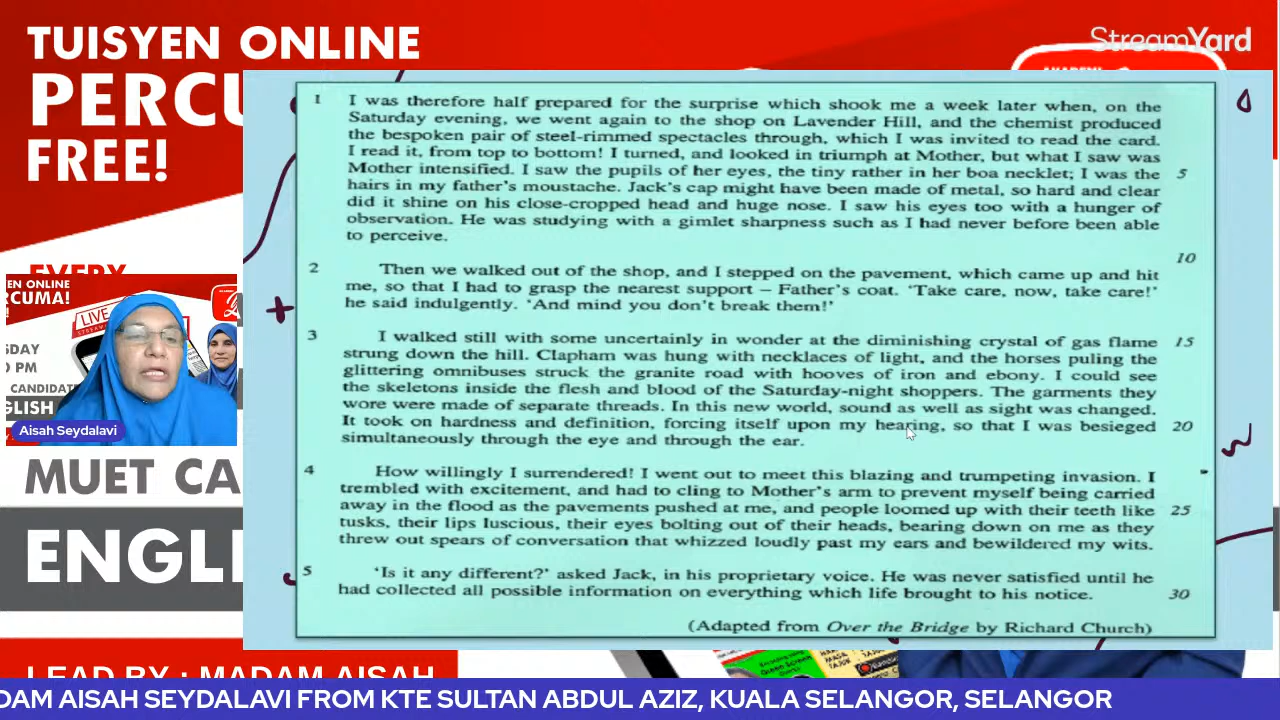 TUISYEN ONLINE
PERCU
FREE!
StreamYard
1 I was therefore half prepared for the surprise which shook me a week later when, on the
Saturday evening, we went again to the shop on Lavender Hill, and the chemist produced
the bespoken pair of steel-rimmed spectacles through, which I was invited to read the card.
I read it, from top to bottom! I turned, and looked in triumph at Mother, but what I saw was
Mother intensified. I saw the pupils of her eyes, the tiny rather in her boa necklet; I was the 5
hairs in my father's moustache. Jack's cap might have been made of metal, so hard and clear
did it shine on his close-cropped head and huge nose. I saw his eyes too with a hunger of
observation. He was studying with a gimlet sharpness such as I had never before been able
to perceive.
10
2 Then we walked out of the shop, and I stepped on the pavement, which came up and hit
me, so that I had to grasp the nearest support – Father's coat. 'Take care, now, take care!'
he said indulgently. 'And mind you don't break them!'
3 I walked still with some uncertainly in wonder at the diminishing crystal of gas flame 15
strung down the hill. Clapham was hung with necklaces of light, and the horses puling the
glittering omnibuses struck the granite road with hooves of iron and ebony. I could see
the skeletons inside the flesh and blood of the Saturday-night shoppers. The garments they
wore were made of separate threads. In this new world, sound as well as sight was changed.
It took on hardness and definition, forcing itself upon my hearing, so that I was besieged 20
simultaneously through the eye and through the ear.
4 How willingly I surrendered! I went out to meet this blazing and trumpeting invasion. I
trembled with excitement, and had to cling to Mother's arm to prevent myself being carried
away in the flood as the pavements pushed at me, and people loomed up with their teeth like 25
tusks, their lips luscious, their eyes bolting out of their heads, bearing down on me as they
threw out spears of conversation that whizzed loudly past my ears and bewildered my wits.
5 'Is it any different?' asked Jack, in his proprietary voice. He was never satisfied until he
had collected all possible information on everything which life brought to his notice. 30
(Adapted from Over the Bridge by Richard Church)
EN ONLINE
RCUMA!
LIVE
SDAY
0 PM
CANDIDATE
GLISH
Aisah Seydalavi
MUET CA
ENGLI
LEAD BY : MADAM AISAH
DAM AISAH SEYDALAVI FROM KTE SULTAN ABDUL AZIZ, KUALA SELANGOR, SELANGOR